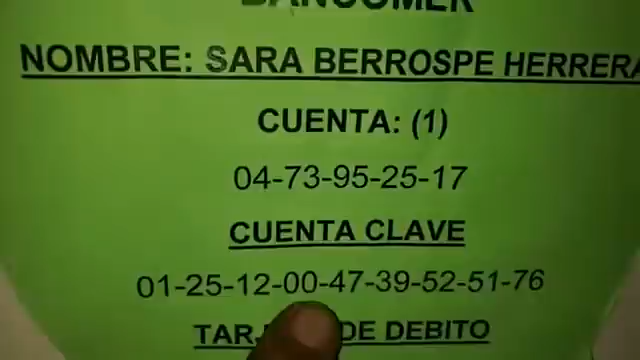 BANCOMER
NOMBRE: SARA BERROSPE HERRERA
CUENTA: (1)
04-73-95-25-17
CUENTA CLAVE
01-25-12-00-47-39-52-51-76
DE DEBITO